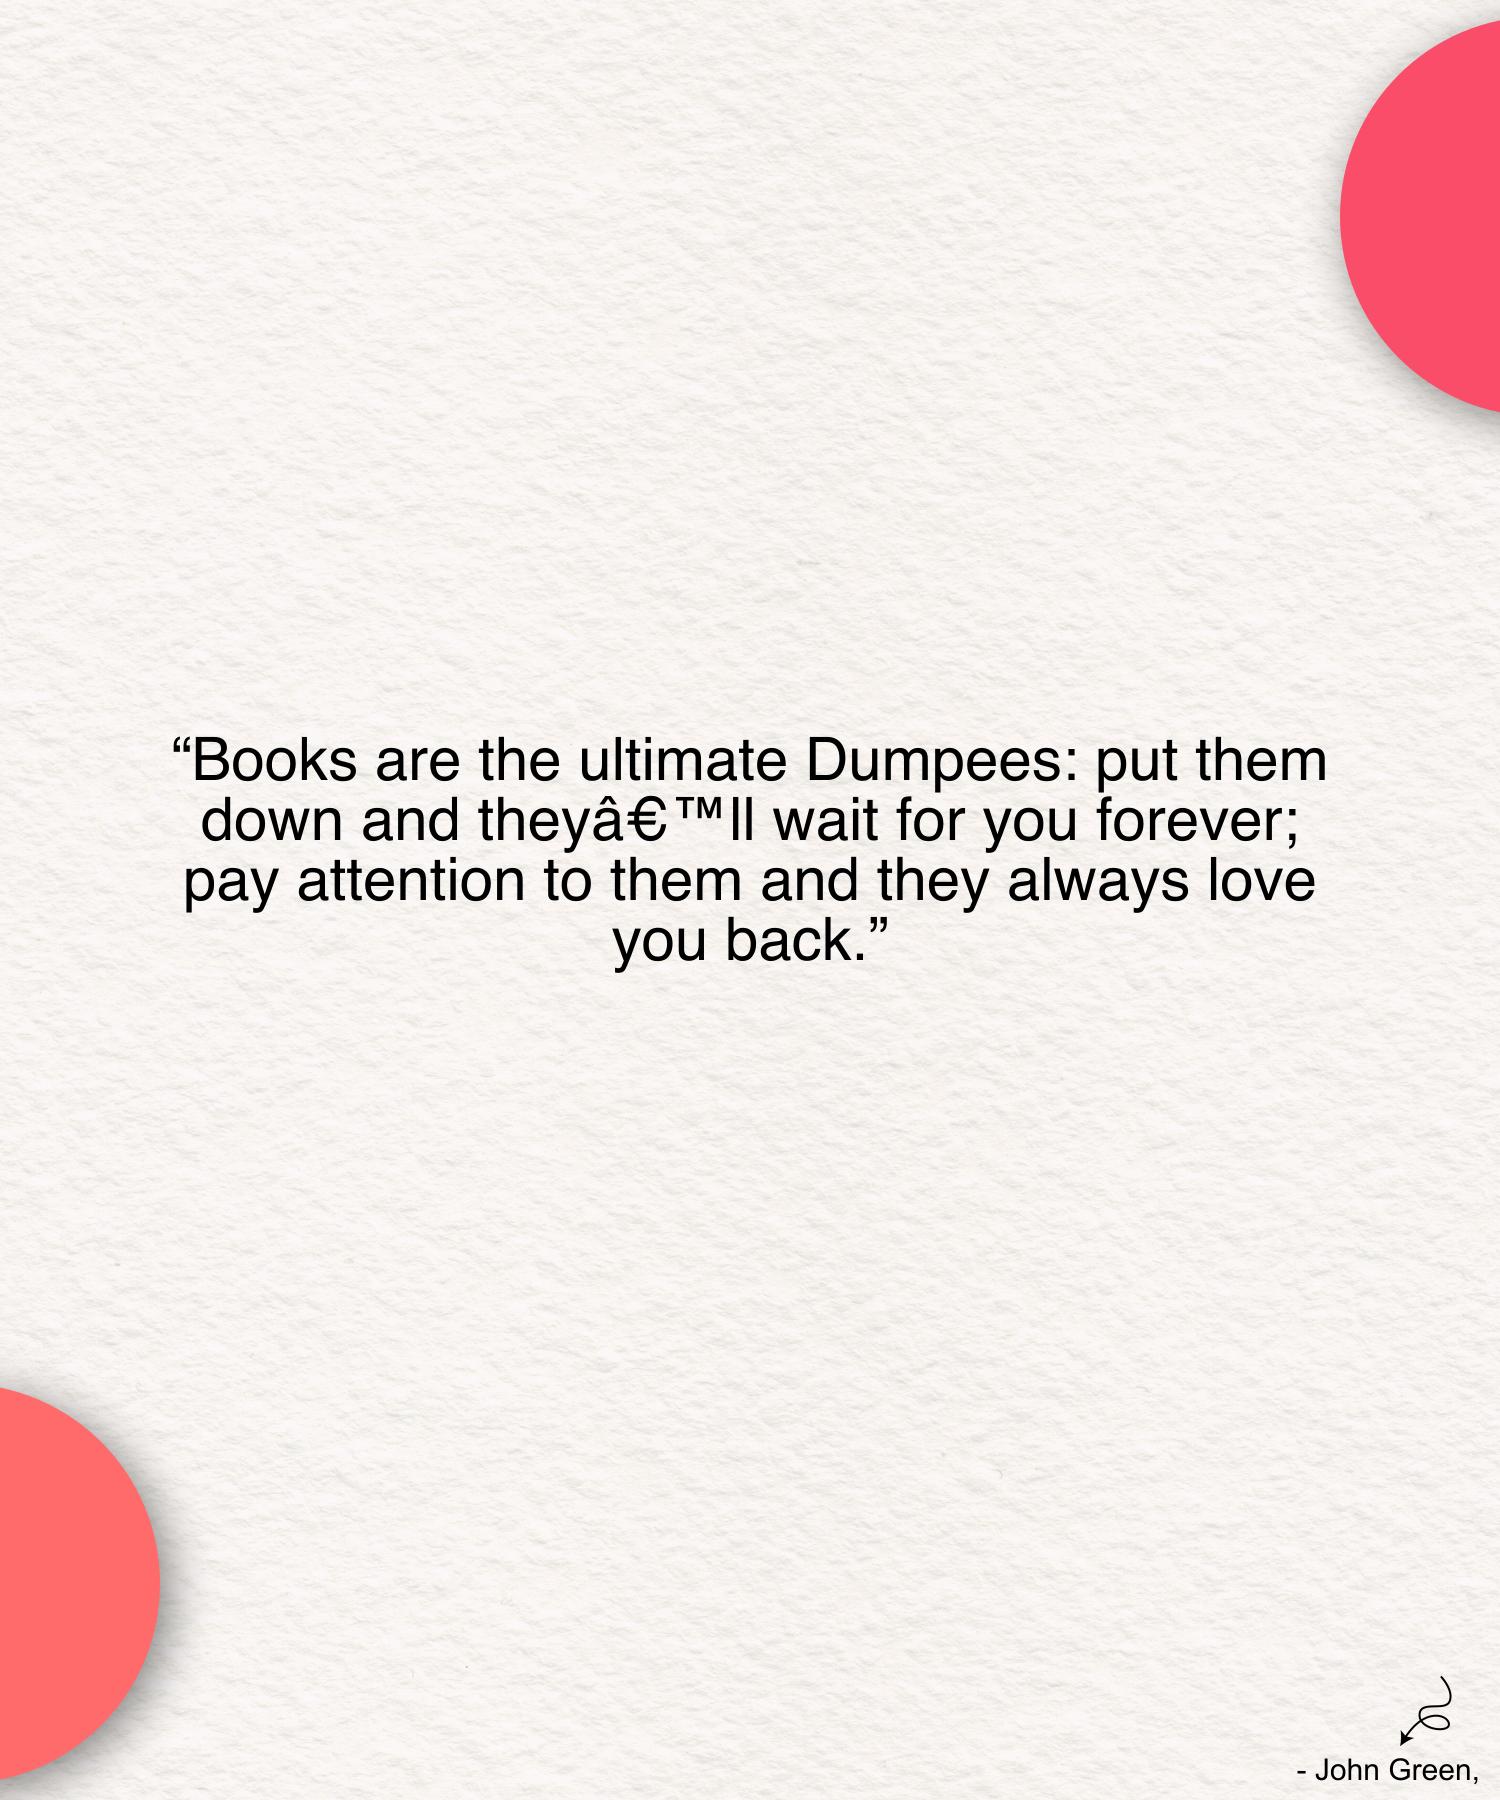 “Books are the ultimate Dumpees: put them
down and theyâ€™ll wait for you forever;
pay attention to them and they always love
you back.”
- John Green,